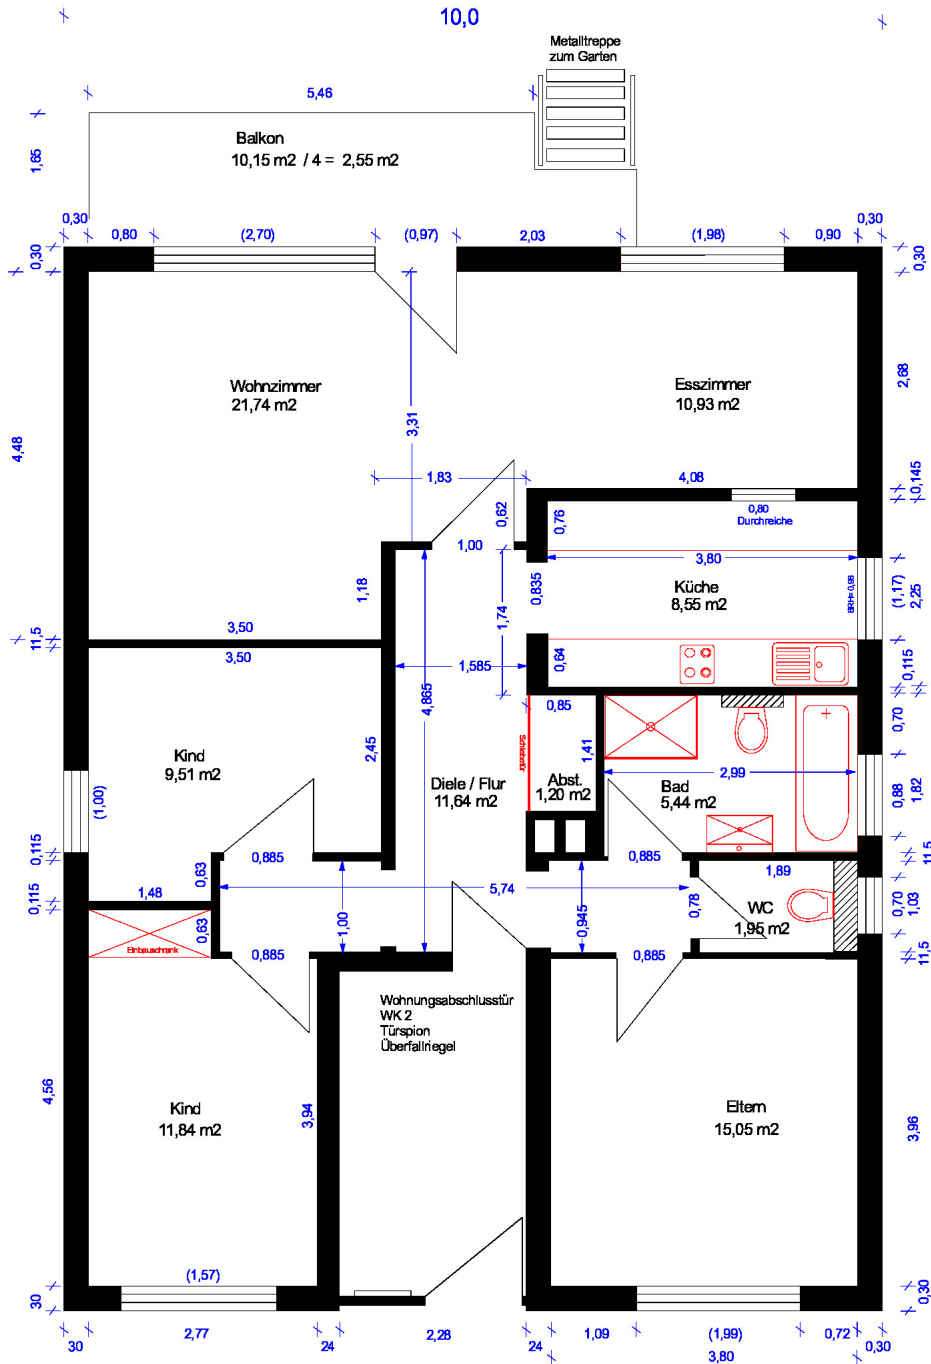 10,0
Metalltreppe
zum Garten
5,46
Balkon
10,15 m2 / 4 = 2,55 m2
1,65
0,30
0,80
(2,70)
(0,97)
2,03
(1,98)
0,90
0,30
0,30
0,30
Wohnzimmer
21,74 m2
Esszimmer
10,93 m2
2,68
4,48
3,31
1,83
4,08
0,145
0,62
0,76
0,80
Durchreiche
1,00
3,80
1,18
0,835
Küche
8,55 m2
BRH= 0,98
(1,17)
2,25
1,74
3,50
11,5
3,50
1,585
0,64
0,115
4,865
0,85
0,70
Schiebetür
2,45
1,41
Kind
9,51 m2
Diele / Flur
11,64 m2
Abst.
1,20 m2
2,99
Bad
5,44 m2
0,88
1,82
(1,00)
0,115
0,63
0,885
0,885
11,5
1,89
1,48
5,74
0,115
1,00
0,945
0,78
WC
1,95 m2
0,70
1,03
0,63
Einbauschrank
0,885
0,885
11,5
Wohnungsabschlusstür
WK 2
Türspion
Überfallriegel
4,56
Kind
11,84 m2
3,94
Eltern
15,05 m2
3,96
(1,57)
30
0,30
30
2,77
24
2,28
24
1,09
(1,99)
0,72
0,30
3,80